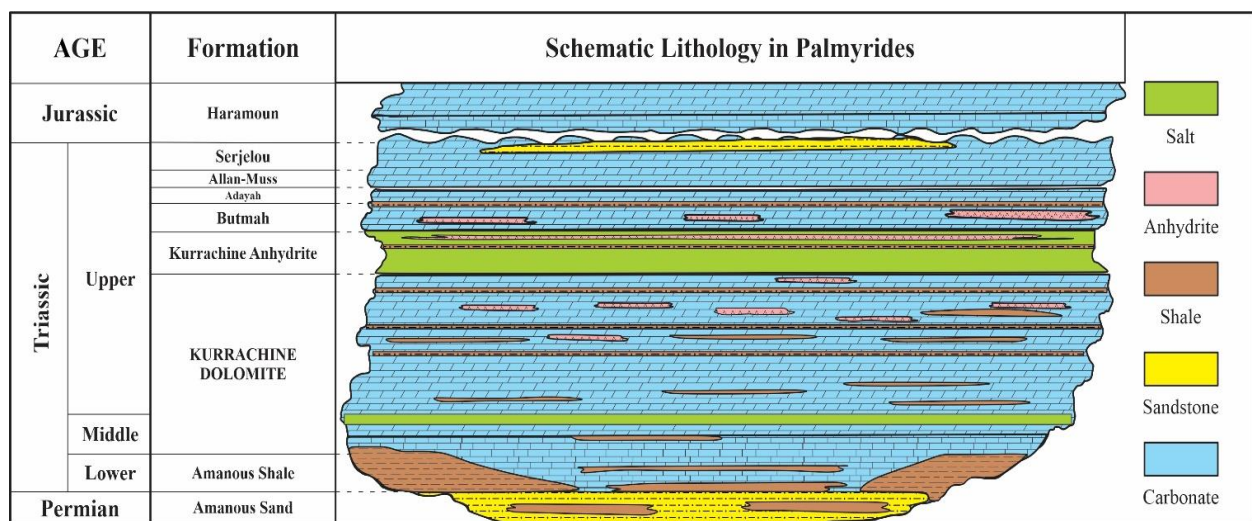 AGE
Formation
Schematic Lithology in Palmyrides
Jurassic
Haramoun
Triassic
Upper
Serjelou
Allan-Muss
Adayah
Butmah
Kurrachine Anhydrite
KURRACHINE
DOLOMITE
Middle
Lower
Amanous Shale
Permian
Amanous Sand
Salt
Anhydrite
Shale
Sandstone
Carbonate